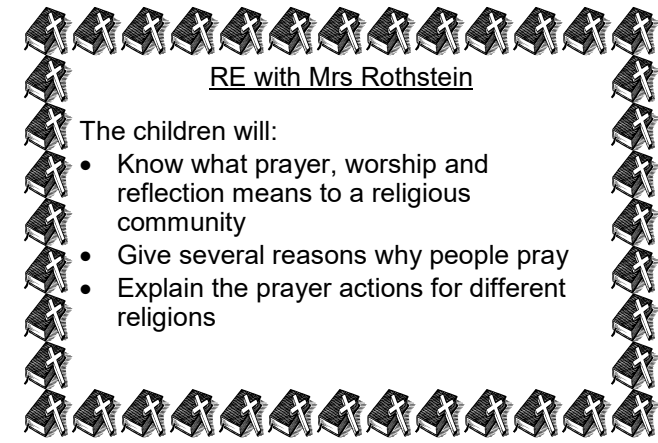 RE with Mrs Rothstein
The children will:
• Know what prayer, worship and
reflection means to a religious
community
• Give several reasons why people pray
• Explain the prayer actions for different
religions